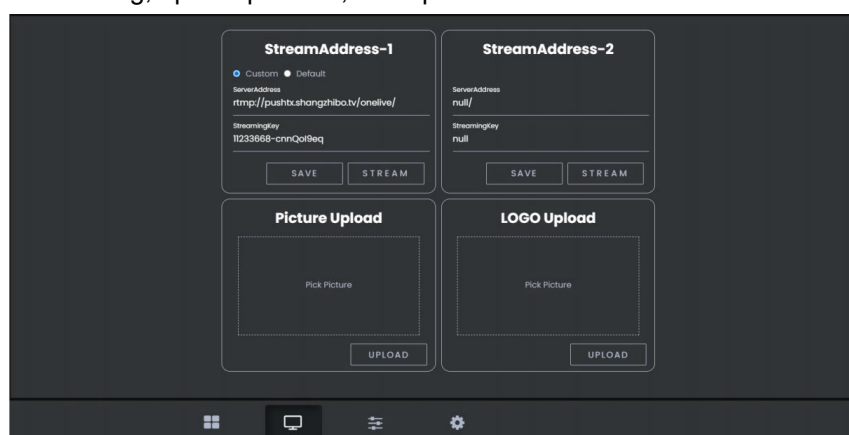 StreamAddress-1
Custom Default
ServerAddress
rtmp://pushtx.shangzhibo.tv/onelive/
StreamingKey
11233668-cnnQol9eq
SAVE STREAM
StreamAddress-2
ServerAddress
null/
StreamingKey
null
SAVE STREAM
Picture Upload
Pick Picture
UPLOAD
LOGO Upload
Pick Picture
UPLOAD